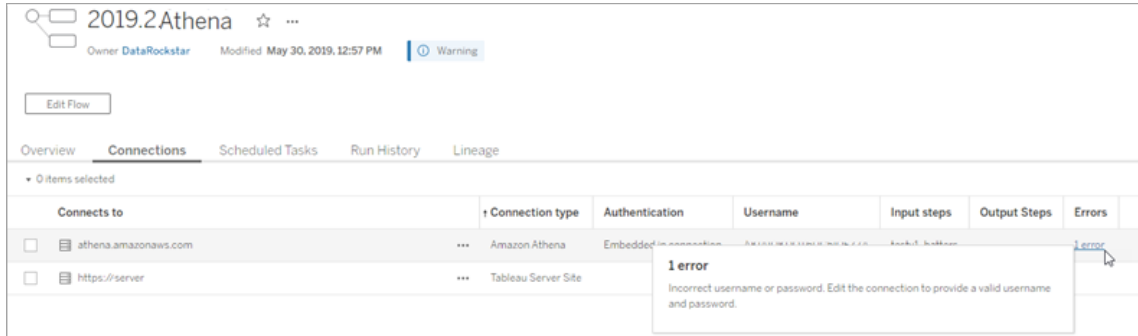 2019.2 Athena
Owner DataRockstar Modified May 30, 2019, 12:57 PM Warning
Edit Flow
Overview Connections Scheduled Tasks Run History Lineage
0 items selected
Connects to ↑ Connection type Authentication Username Input steps Output Steps Errors
athena.amazonaws.com ••• Amazon Athena Embedded in connection 1 error
https://server ••• Tableau Server Site
1 error
Incorrect username or password. Edit the connection to provide a valid username
and password.